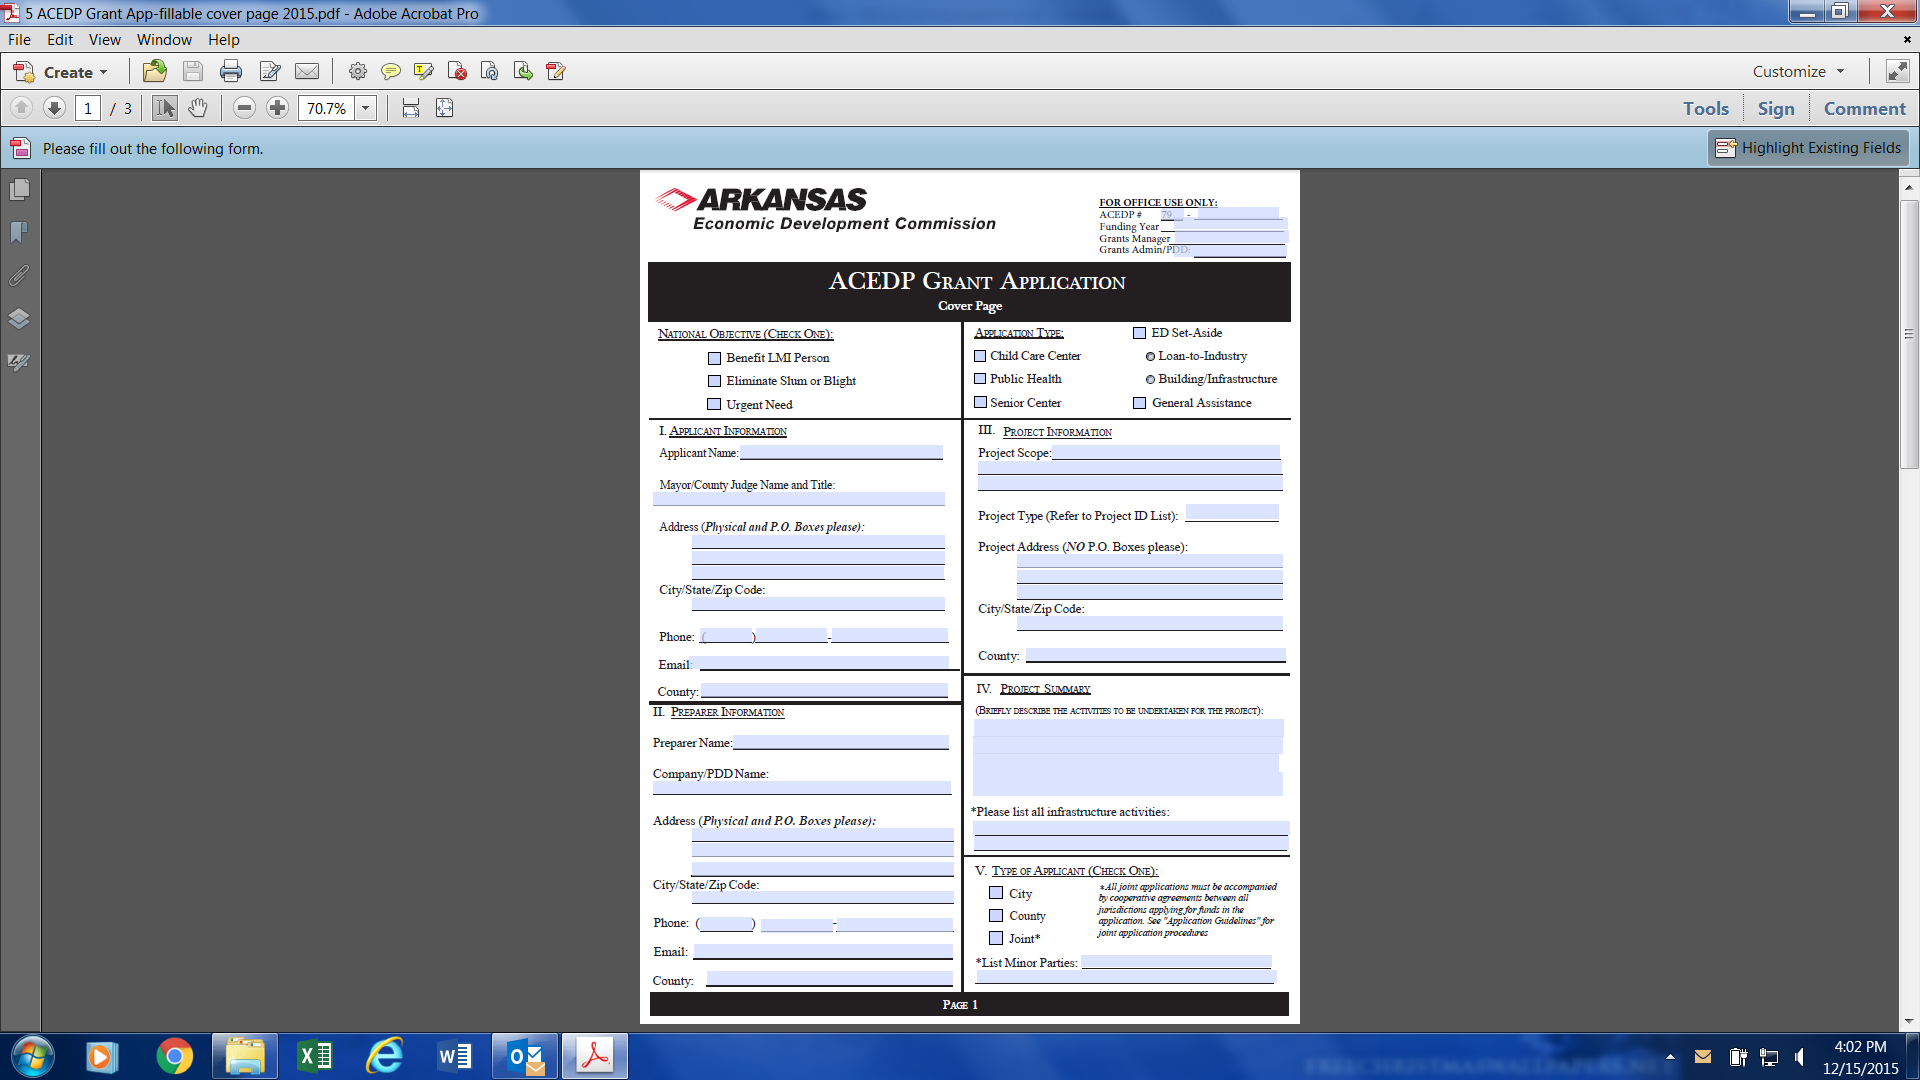 5 ACEDP Grant App-fillable cover page 2015.pdf - Adobe Acrobat Pro
File Edit View Window Help
Create
Customize
1 / 3
70.7%
Tools Sign Comment
Please fill out the following form.
Highlight Existing Fields
ARKANSAS
Economic Development Commission
FOR OFFICE USE ONLY:
ACEDP # 79 -
Funding Year
Grants Manager
Grants Admin/PDD:
ACEDP Grant Application
Cover Page
National Objective (Check One):
Benefit LMI Person
Eliminate Slum or Blight
Urgent Need
Application Type:
Child Care Center
Public Health
Senior Center
ED Set-Aside
Loan-to-Industry
Building/Infrastructure
General Assistance
I. Applicant Information
Applicant Name:
Mayor/County Judge Name and Title:
Address (Physical and P.O. Boxes please):
City/State/Zip Code:
Phone: ( ) -
Email:
County:
II. Preparer Information
Preparer Name:
Company/PDD Name:
Address (Physical and P.O. Boxes please):
City/State/Zip Code:
Phone: ( ) -
Email:
County:
III. Project Information
Project Scope:
Project Type (Refer to Project ID List):
Project Address (NO P.O. Boxes please):
City/State/Zip Code:
County:
IV. Project Summary
(Briefly describe the activities to be undertaken for the project):
*Please list all infrastructure activities:
V. Type of Applicant (Check One):
City
County
Joint*
*All joint applications must be accompanied
by cooperative agreements between all
jurisdictions applying for funds in the
application. See "Application Guidelines" for
joint application procedures
*List Minor Parties:
Page 1
4:02 PM
12/15/2015
FREECHRISTMASWALLPAPERS.NET